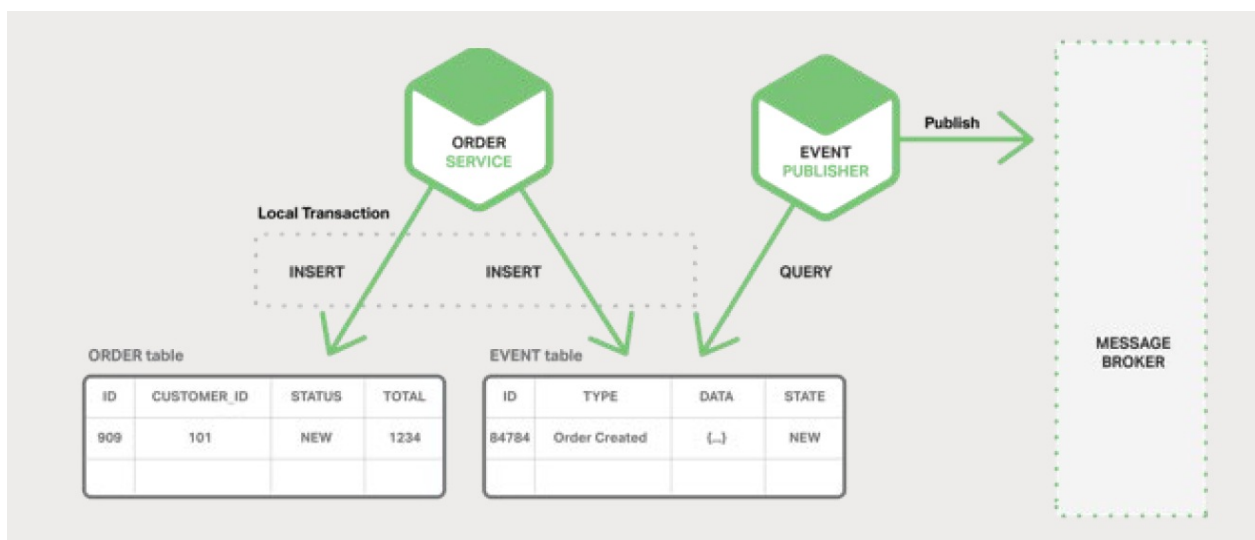 ORDER
SERVICE
EVENT
PUBLISHER
Publish
Local Transaction
INSERT
INSERT
QUERY
MESSAGE
BROKER
ORDER table
EVENT table
ID CUSTOMER_ID STATUS TOTAL
909 101 NEW 1234
ID TYPE DATA STATE
84784 Order Created {...} NEW